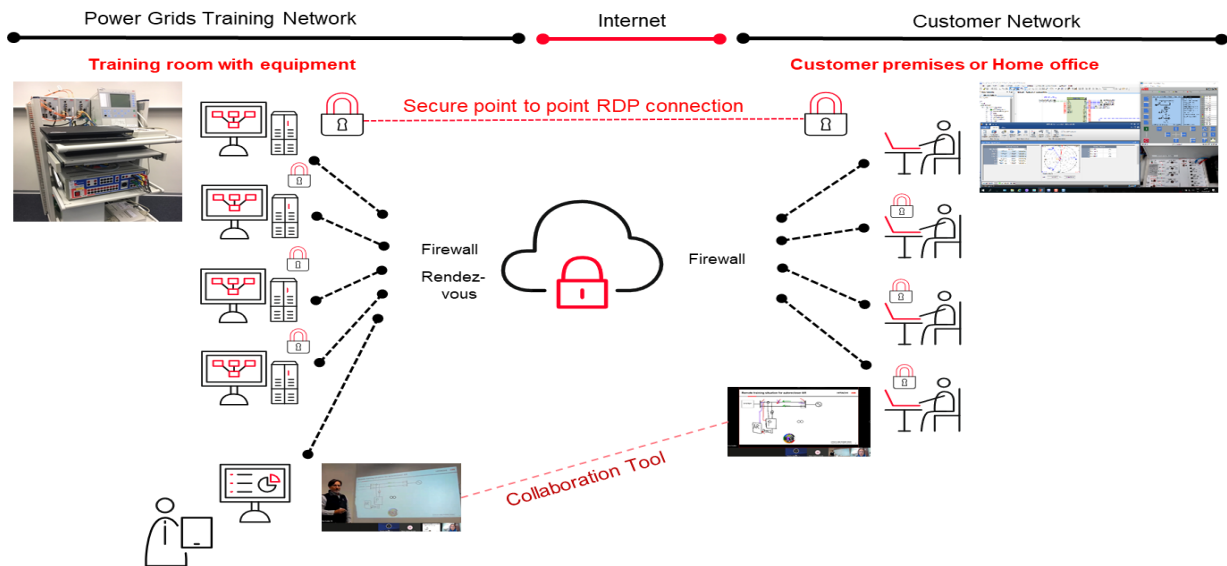 Power Grids Training Network
Internet
Customer Network
Training room with equipment
Customer premises or Home office
Secure point to point RDP connection
Firewall
Rendez-
vous
Firewall
Collaboration Tool